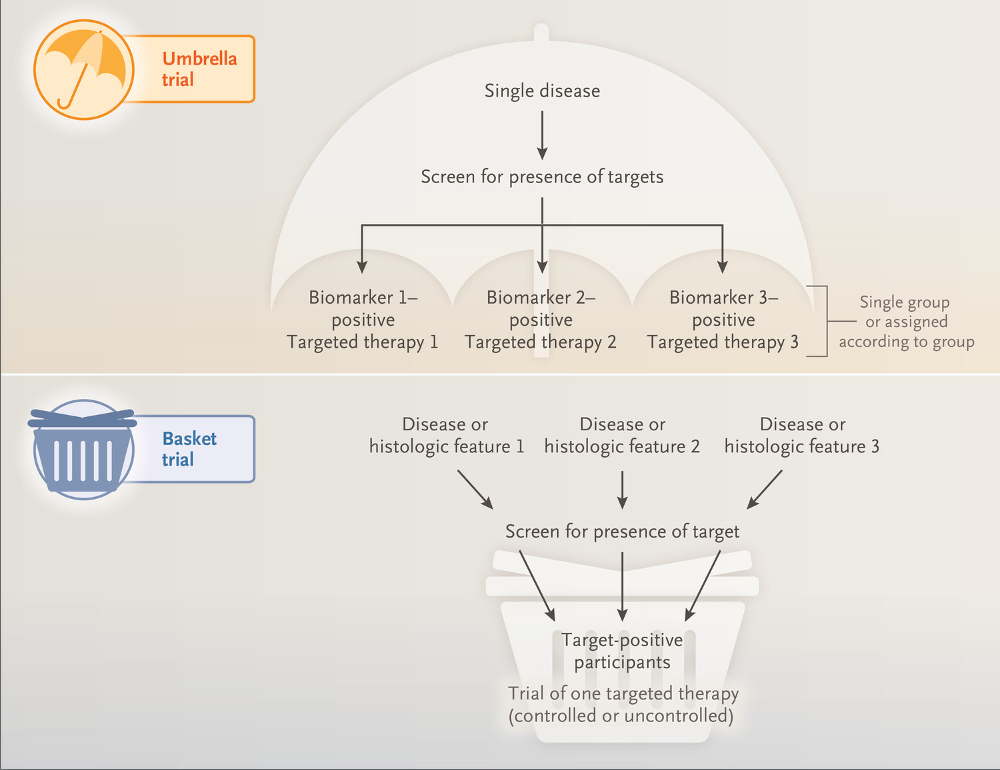 Umbrella
trial
Single disease
Screen for presence of targets
Biomarker 1–
positive
Targeted therapy 1
Biomarker 2–
positive
Targeted therapy 2
Biomarker 3–
positive
Targeted therapy 3
Single group
or assigned
according to group
Basket
trial
Disease or
histologic feature 1
Disease or
histologic feature 2
Disease or
histologic feature 3
Screen for presence of target
Target-positive
participants
Trial of one targeted therapy
(controlled or uncontrolled)